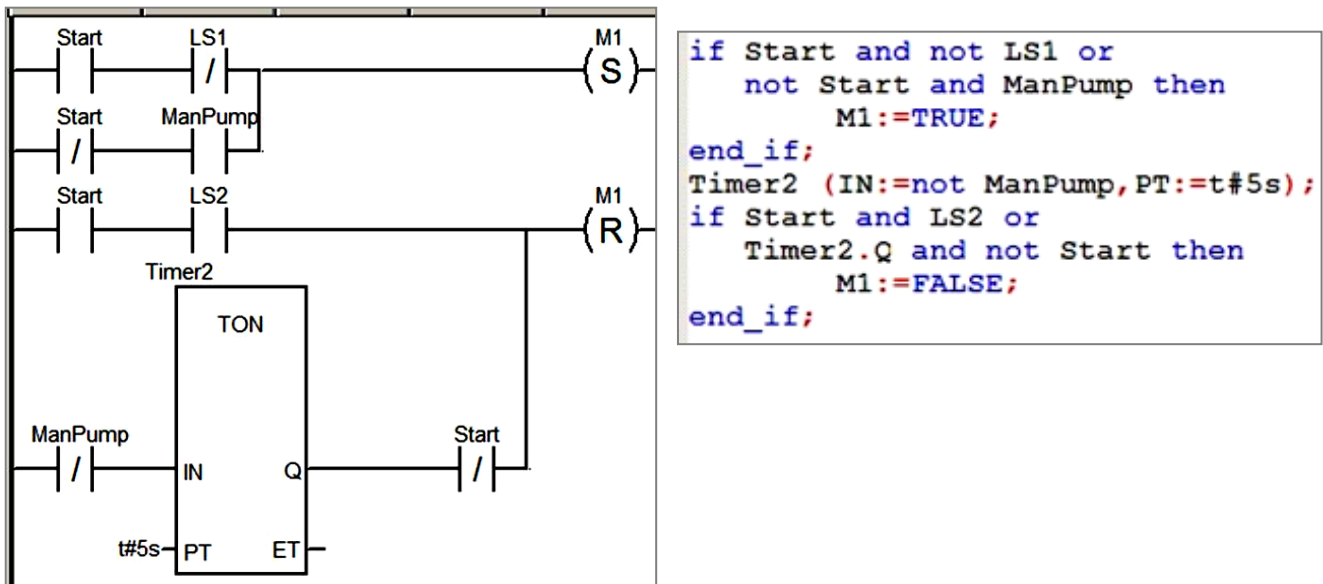 Start LS1 M1
/ S
Start ManPump
/
Start LS2 M1
R
Timer2
TON
ManPump Start
/ IN Q /
t#5s PT ET
if Start and not LS1 or
not Start and ManPump then
M1:=TRUE;
end_if;
Timer2 (IN:=not ManPump,PT:=t#5s);
if Start and LS2 or
Timer2.Q and not Start then
M1:=FALSE;
end_if;